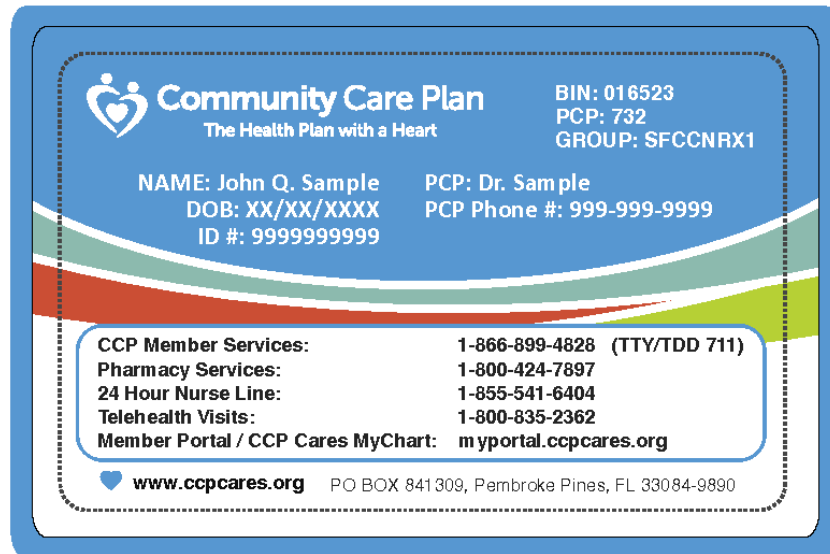 Community Care Plan
The Health Plan with a Heart
BIN: 016523
PCP: 732
GROUP: SFCCNRX1
NAME: John Q. Sample
DOB: XX/XX/XXXX
ID #: 9999999999
PCP: Dr. Sample
PCP Phone #: 999-999-9999
CCP Member Services: 1-866-899-4828 (TTY/TDD 711)
Pharmacy Services: 1-800-424-7897
24 Hour Nurse Line: 1-855-541-6404
Telehealth Visits: 1-800-835-2362
Member Portal / CCP Cares MyChart: myportal.ccpcares.org
www.ccpcares.org PO BOX 841309, Pembroke Pines, FL 33084-9890